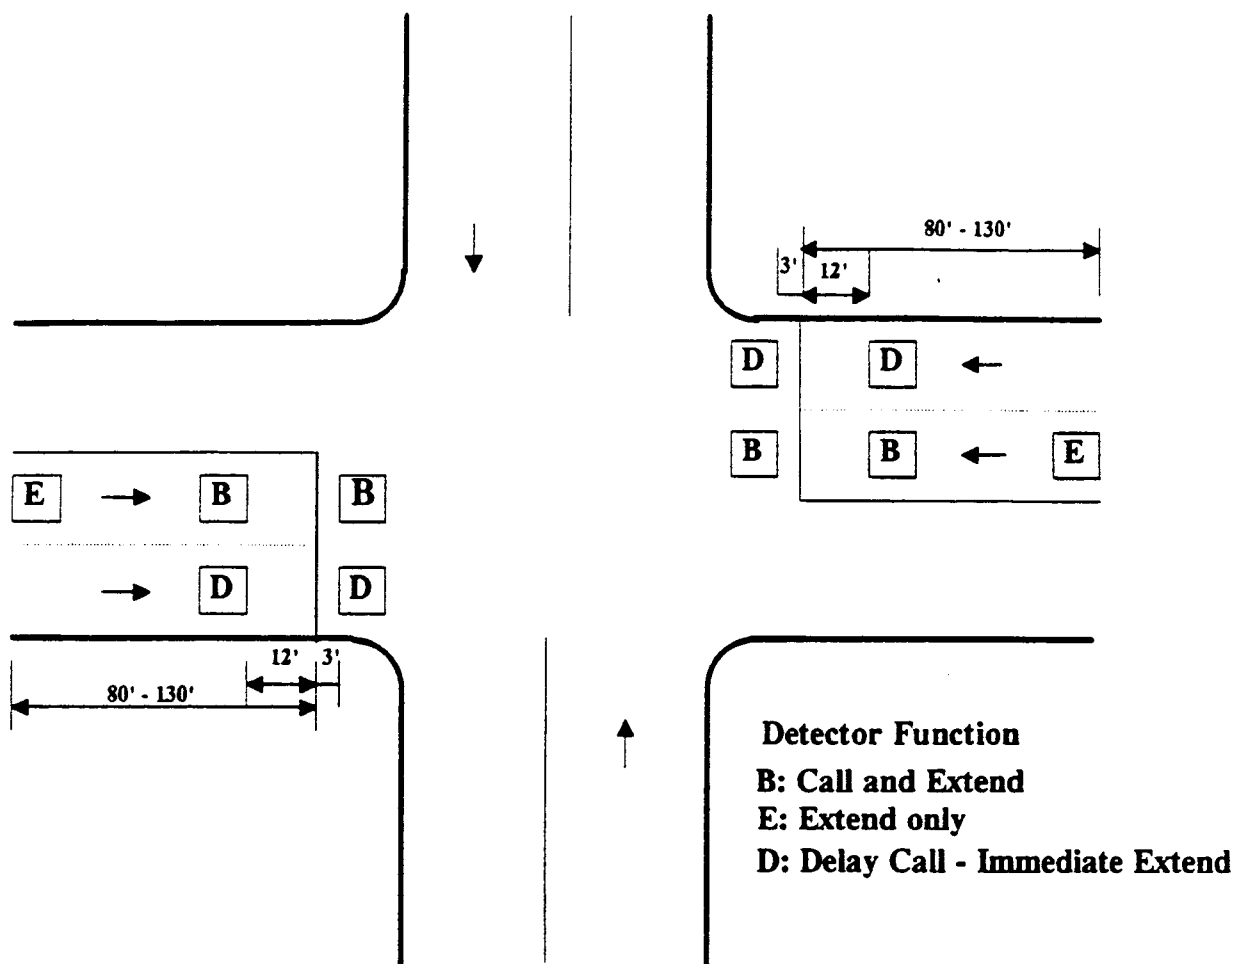 80' - 130'
3' 12'
D D
B B E
E B B
D D
12' 3'
80' - 130'
Detector Function
B: Call and Extend
E: Extend only
D: Delay Call - Immediate Extend